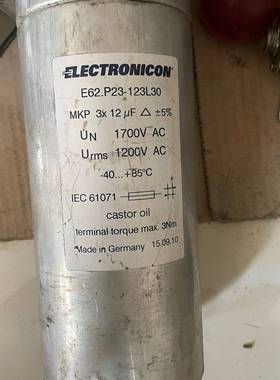 ELECTRONICON
E62.P23-123L30
MKP 3x 12 µF △ ±5%
UN 1700V AC
Urms 1200V AC
-40...+85°C
IEC 61071
castor oil
terminal torque max. 3Nm
Made in Germany 15.09.10